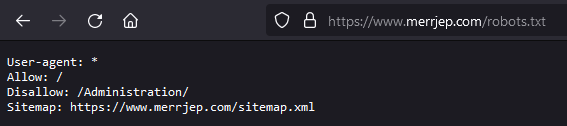 https://www.merrjep.com/robots.txt
User-agent: *
Allow: /
Disallow: /Administration/
Sitemap: https://www.merrjep.com/sitemap.xml